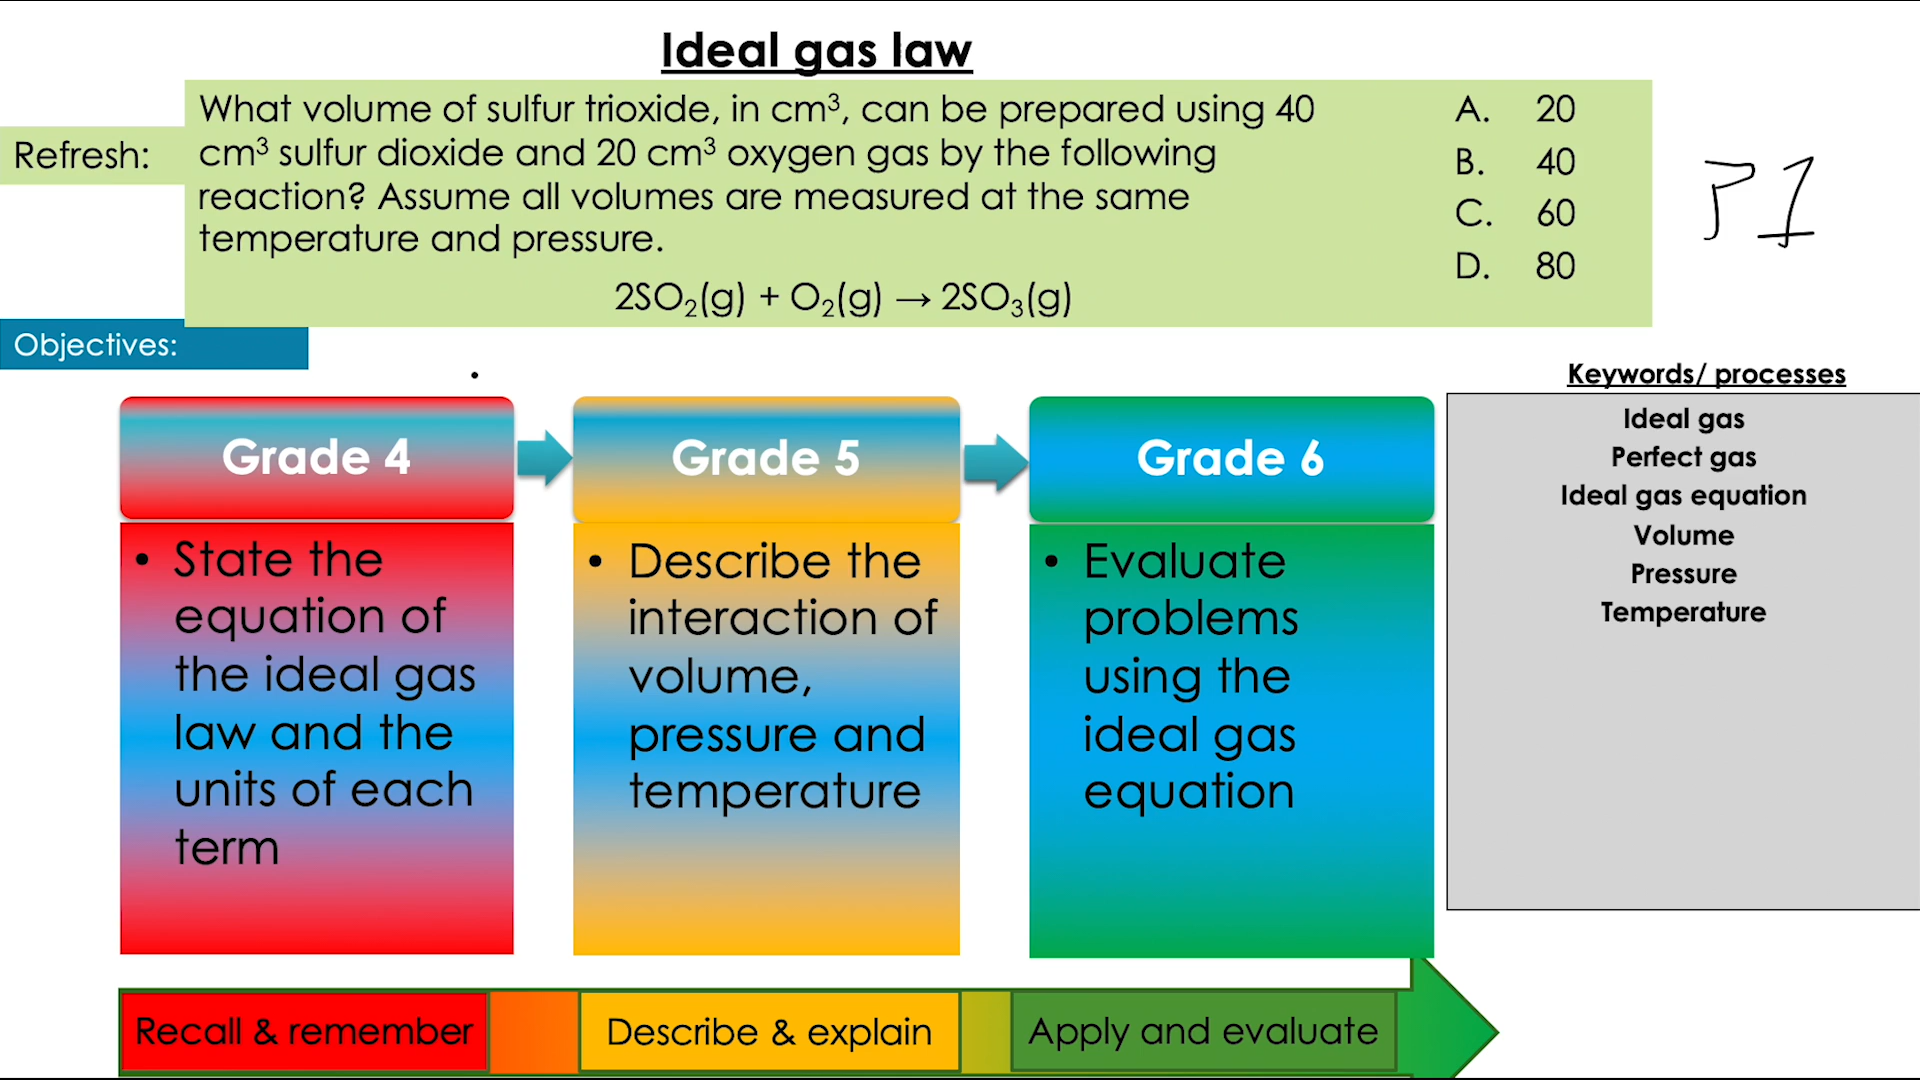 Ideal gas law
Refresh:
What volume of sulfur trioxide, in cm³, can be prepared using 40
cm³ sulfur dioxide and 20 cm³ oxygen gas by the following
reaction? Assume all volumes are measured at the same
temperature and pressure.
2SO₂(g) + O₂(g) → 2SO₃(g)
A. 20
B. 40
C. 60
D. 80
P1
Objectives:
Grade 4
• State the
equation of
the ideal gas
law and the
units of each
term
Grade 5
• Describe the
interaction of
volume,
pressure and
temperature
Grade 6
• Evaluate
problems
using the
ideal gas
equation
Keywords/ processes
Ideal gas
Perfect gas
Ideal gas equation
Volume
Pressure
Temperature
Recall & remember
Describe & explain
Apply and evaluate